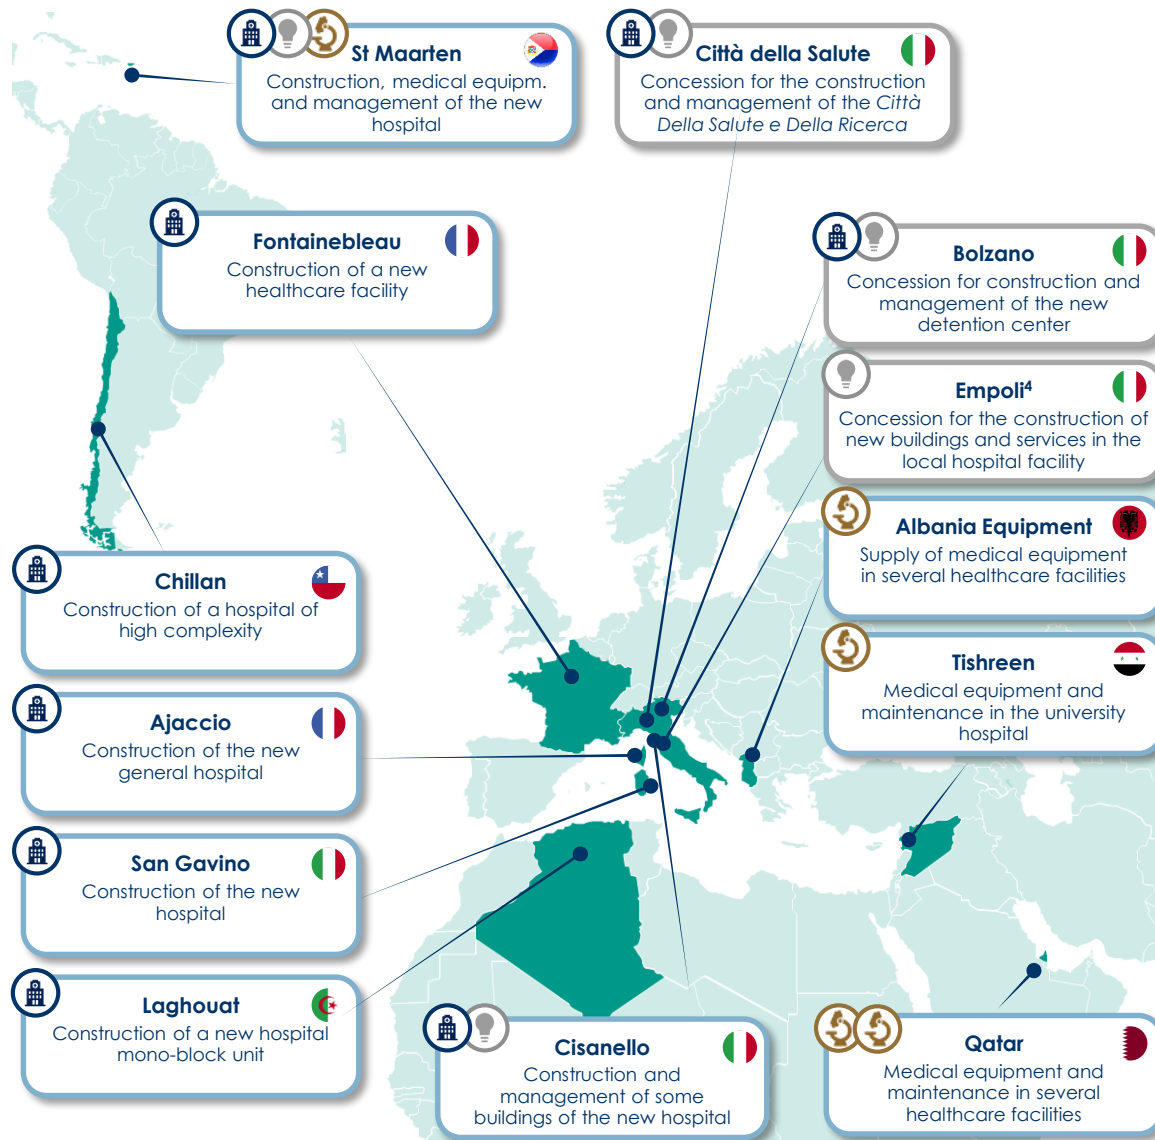 St Maarten
Construction, medical equipm.
and management of the new
hospital
Città della Salute
Concession for the construction
and management of the Città
Della Salute e Della Ricerca
Fontainebleau
Construction of a new
healthcare facility
Bolzano
Concession for construction and
management of the new
detention center
Empoli⁴
Concession for the construction of
new buildings and services in the
local hospital facility
Albania Equipment
Supply of medical equipment
in several healthcare facilities
Chillan
Construction of a hospital of
high complexity
Tishreen
Medical equipment and
maintenance in the university
hospital
Ajaccio
Construction of the new
general hospital
San Gavino
Construction of the new
hospital
Laghouat
Construction of a new hospital
mono-block unit
Cisanello
Construction and
management of some
buildings of the new hospital
Qatar
Medical equipment and
maintenance in several
healthcare facilities